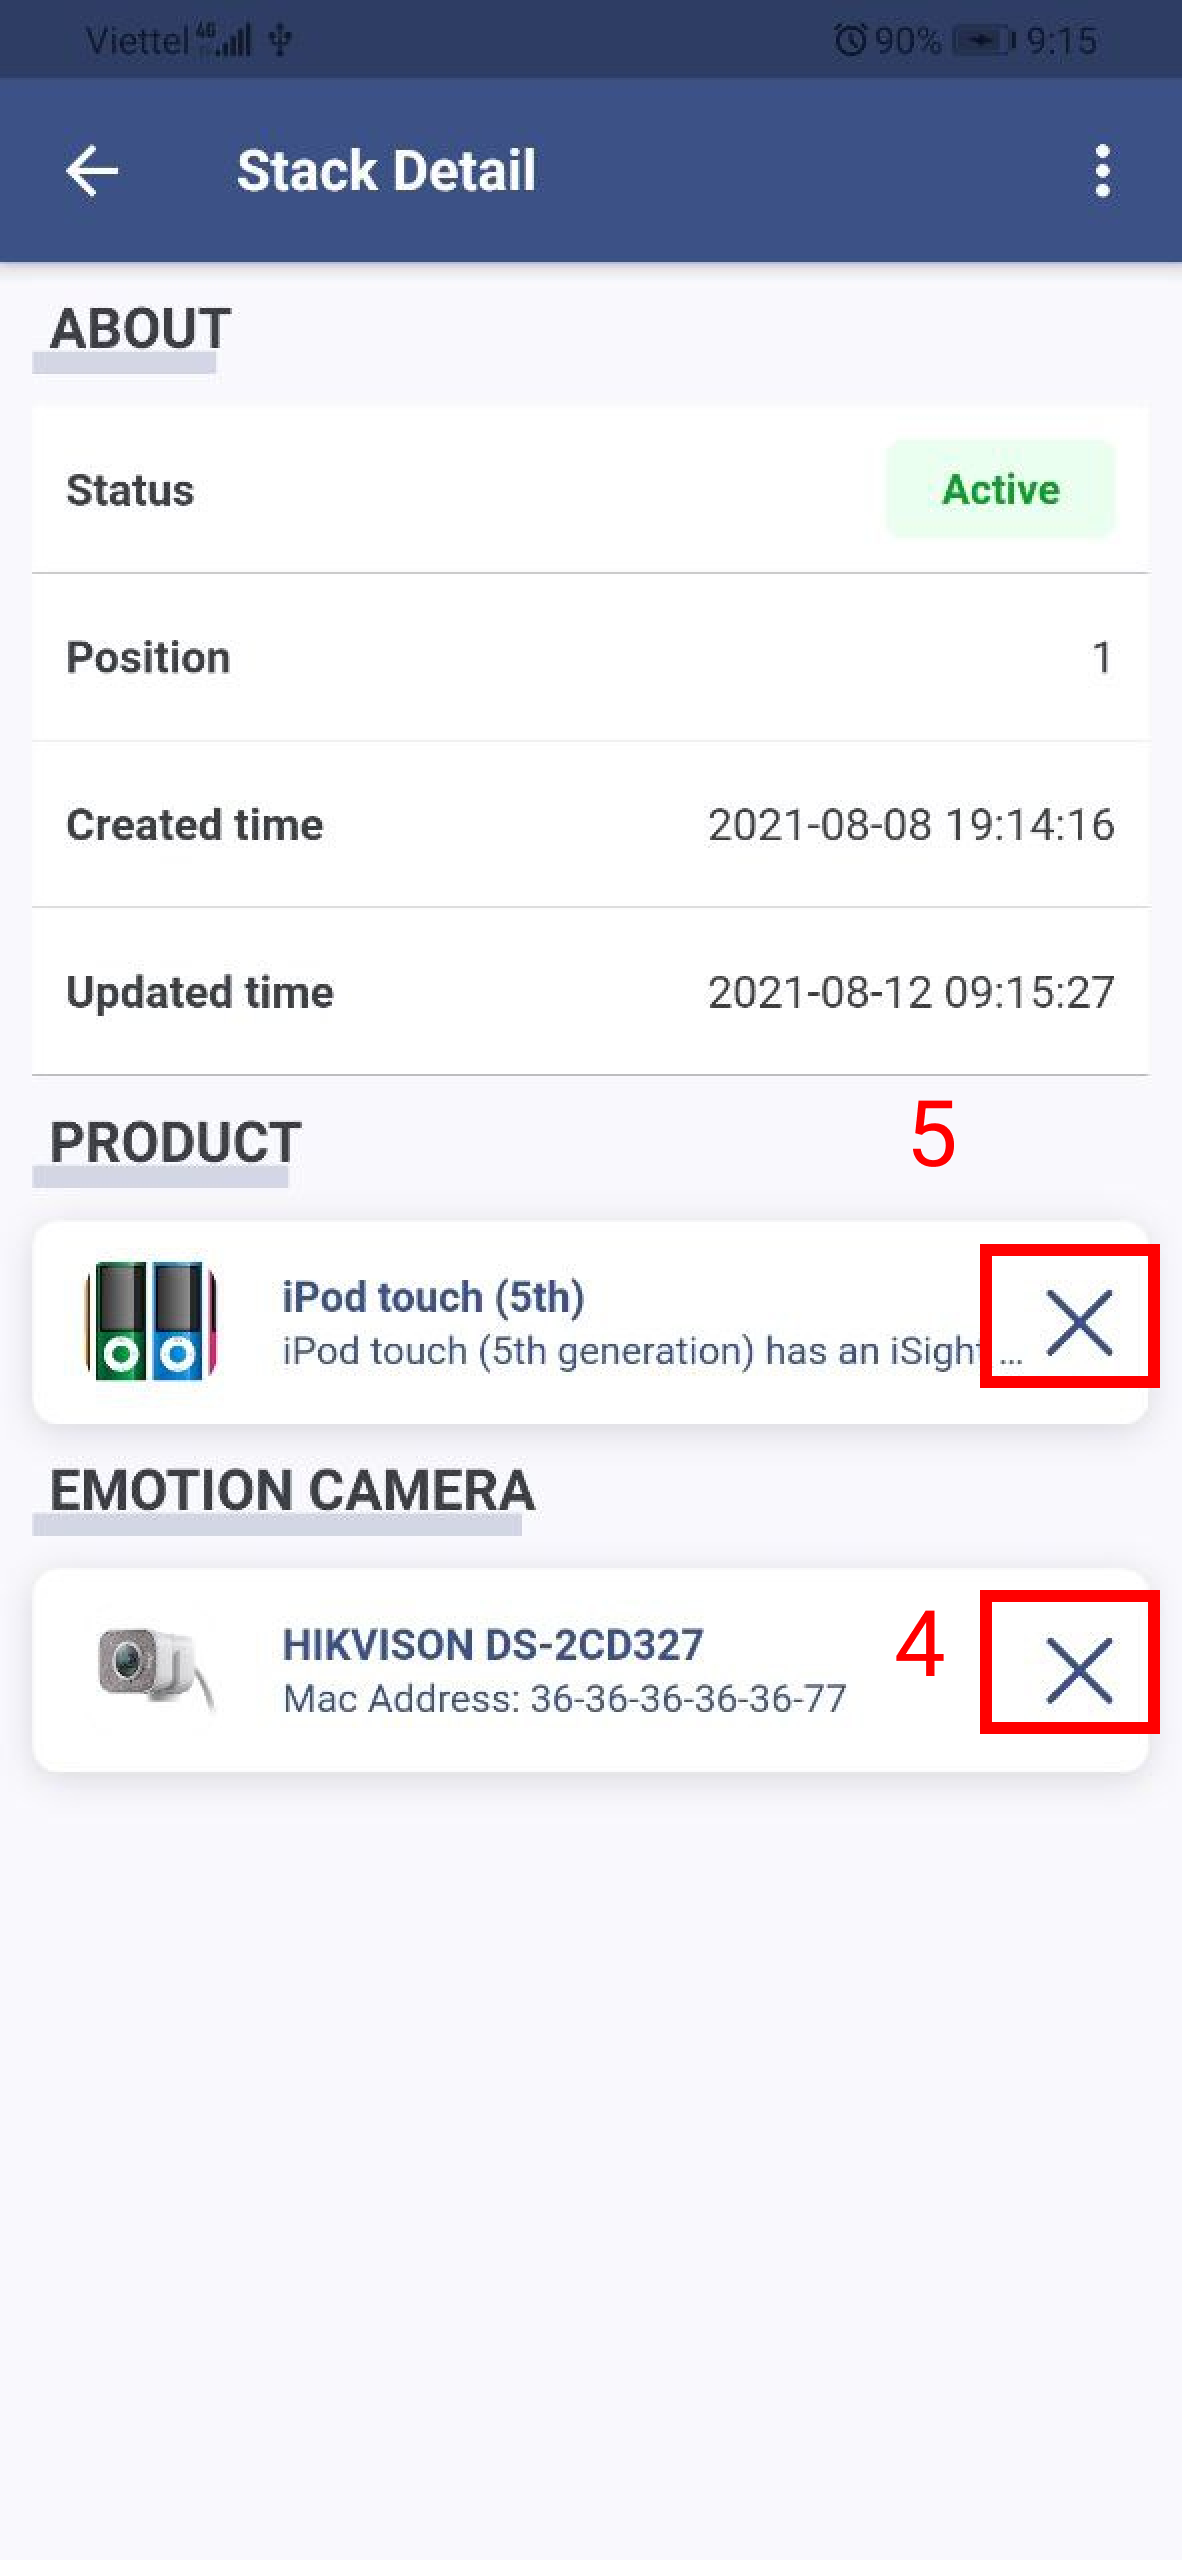 Viettel 4G 90% 9:15
Stack Detail
ABOUT
Status Active
Position 1
Created time 2021-08-08 19:14:16
Updated time 2021-08-12 09:15:27
5
PRODUCT
iPod touch (5th)
iPod touch (5th generation) has an iSight ...
EMOTION CAMERA
HIKVISON DS-2CD327 4
Mac Address: 36-36-36-36-36-77